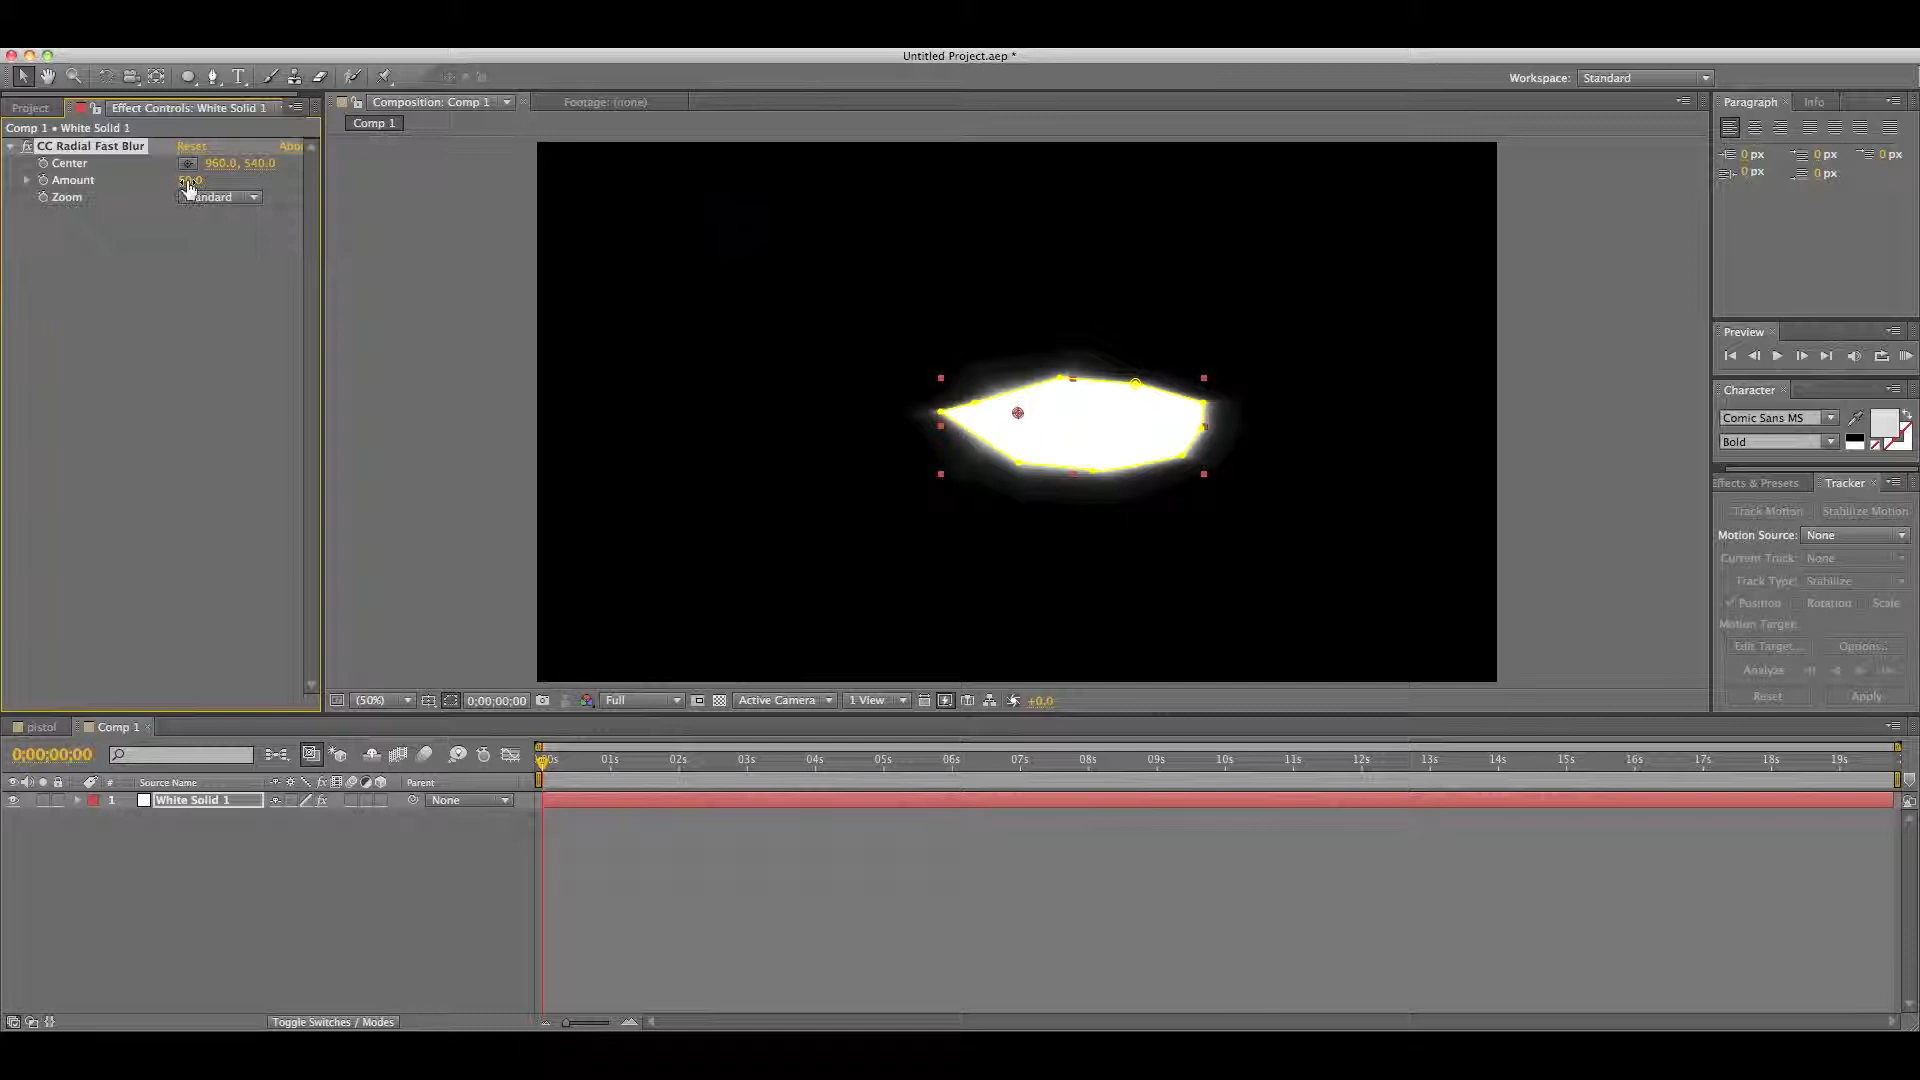 Untitled Project.aep *
Workspace: Standard
Project
Effect Controls: White Solid 1
Composition: Comp 1
Footage: (none)
Paragraph
Info
Comp 1
Comp 1 • White Solid 1
CC Radial Fast Blur
Reset
Abou
Center
960.0, 540.0
Amount
Zoom
0 px
0 px
0 px
0 px
0 px
Preview
Character
Comic Sans MS
Bold
Effects & Presets
Tracker
Track Motion
Stabilize Motion
Motion Source: None
Current Track: None
Track Type: Stabilize
Position
Rotation
Scale
Motion Target:
Edit Target...
Options...
Analyze
Reset
Apply
(50%)
0;00;00;00
Full
Active Camera
1 View
+0.0
pistol
Comp 1
0;00;00;00
01s
02s
03s
04s
05s
06s
07s
08s
09s
10s
11s
12s
13s
14s
15s
16s
17s
18s
19s
#
Source Name
Parent
1
White Solid 1
None
Toggle Switches / Modes